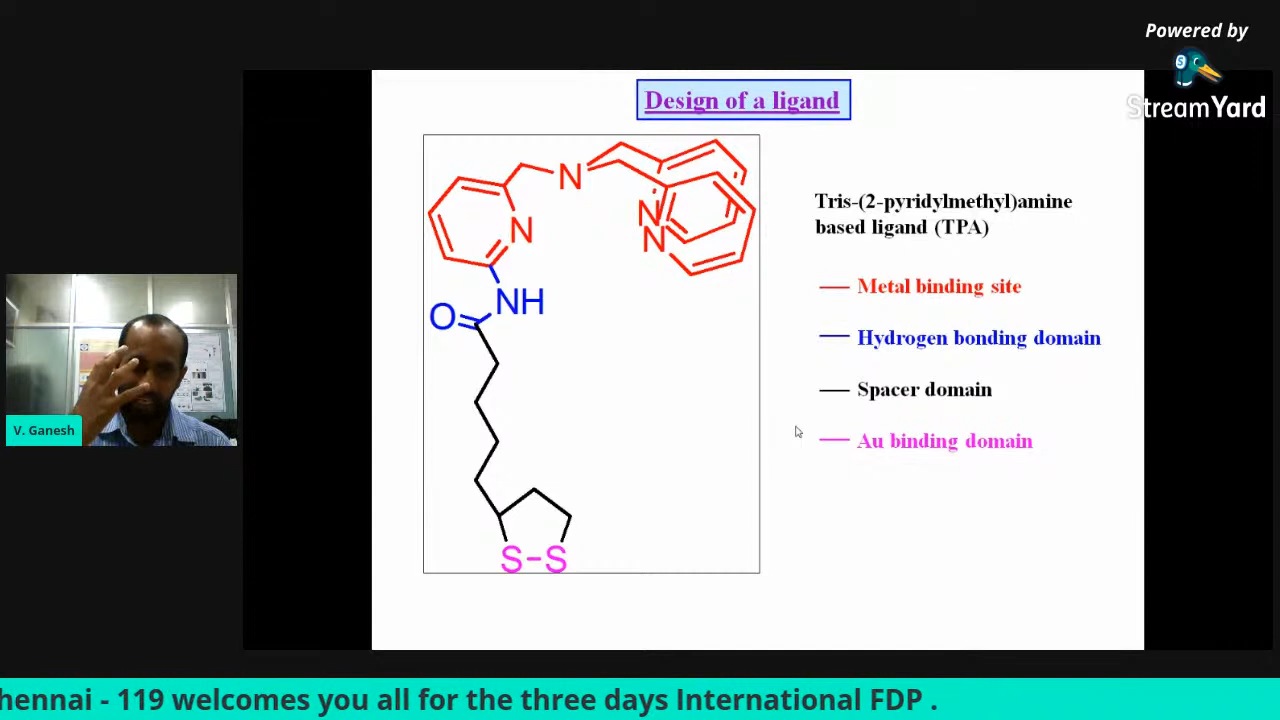 Powered by
StreamYard
Design of a ligand
N
N
N
N
NH
O
S-S
Tris-(2-pyridylmethyl)amine
based ligand (TPA)
Metal binding site
Hydrogen bonding domain
Spacer domain
Au binding domain
V. Ganesh
hennai - 119 welcomes you all for the three days International FDP .